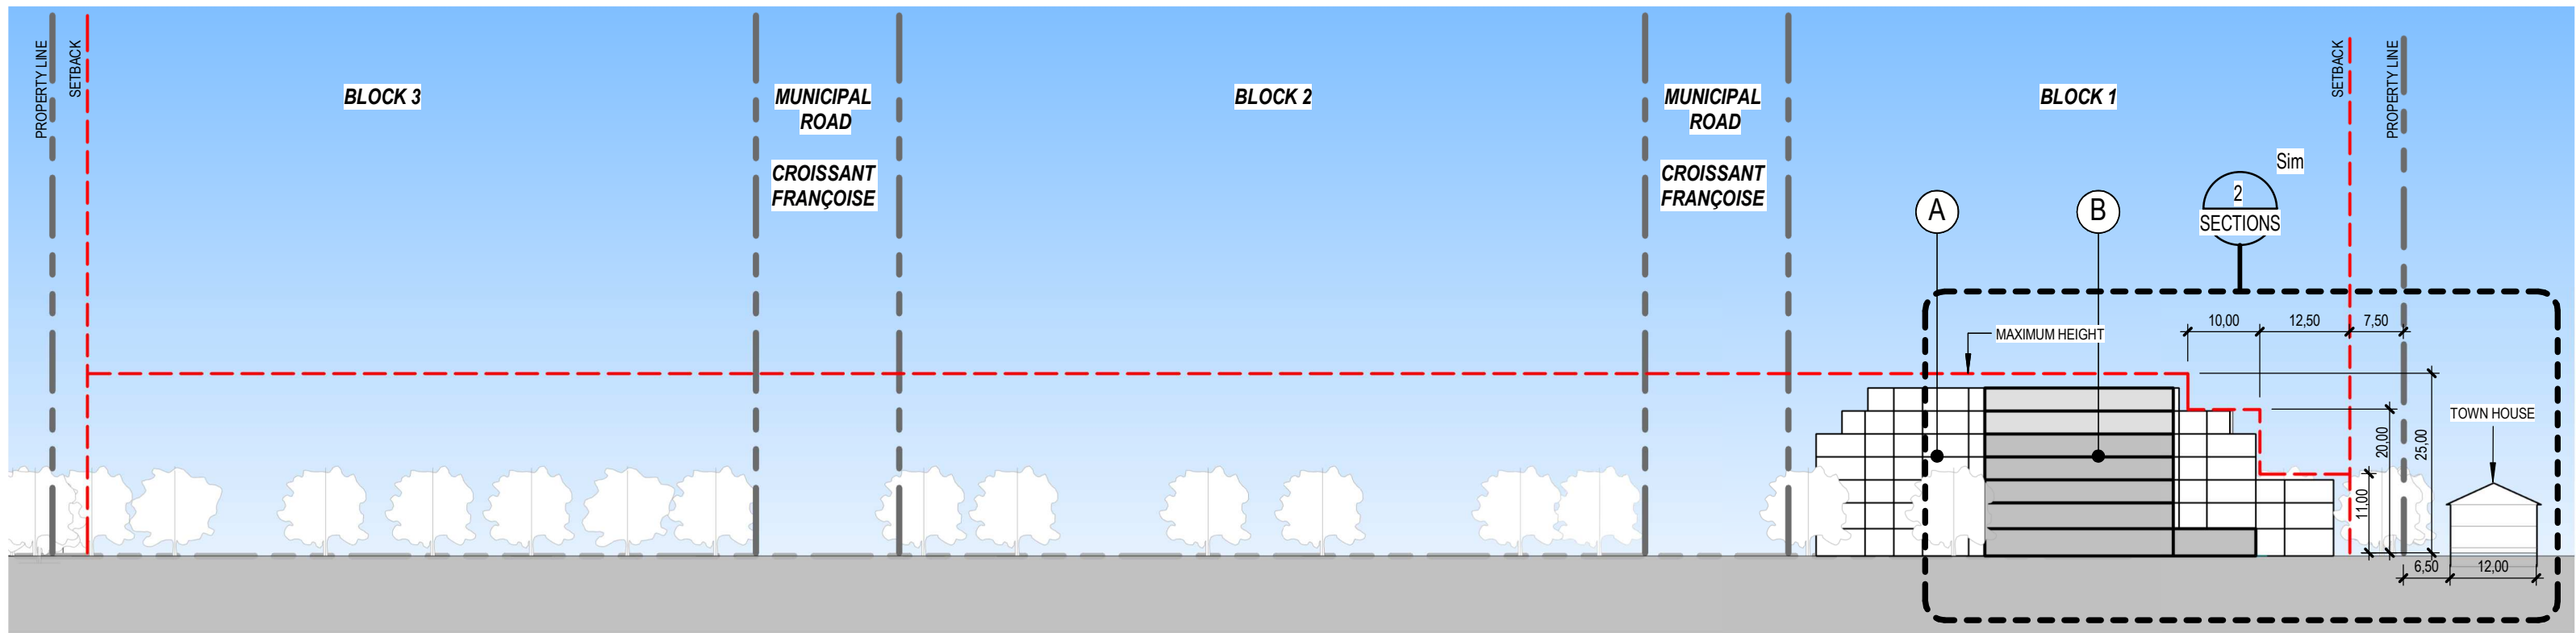 PROPERTY LINE
SETBACK
BLOCK 3
MUNICIPAL
ROAD
CROISSANT
FRANÇOISE
BLOCK 2
MUNICIPAL
ROAD
CROISSANT
FRANÇOISE
BLOCK 1
SETBACK
PROPERTY LINE
A
B
2
SECTIONS
Sim
MAXIMUM HEIGHT
10,00
12,50
7,50
TOWN HOUSE
11,00
20,00
25,00
6,50
12,00